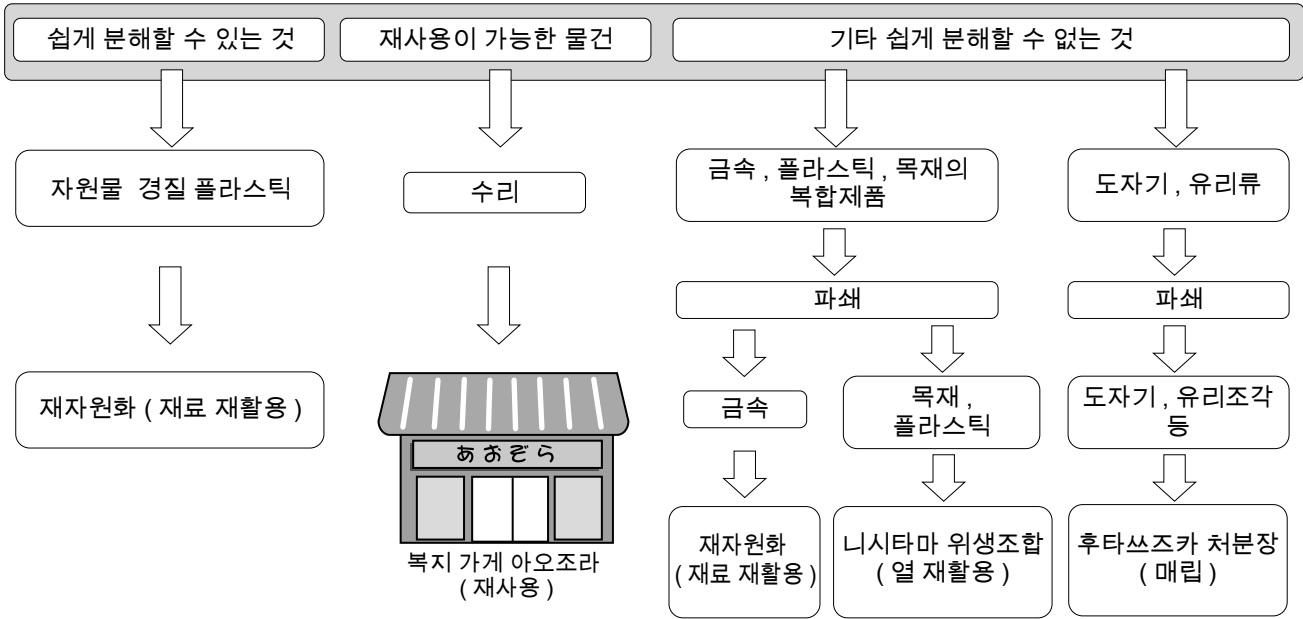 쉽게 분해할 수 있는 것
재사용이 가능한 물건
기타 쉽게 분해할 수 없는 것
자원물 경질 플라스틱
수리
금속 , 플라스틱 , 목재의
복합제품
도자기 , 유리류
파쇄
파쇄
재자원화 ( 재료 재활용 )
あおぞら
복지 가게 아오조라
( 재사용 )
금속
목재 ,
플라스틱
도자기 , 유리조각
등
재자원화
( 재료 재활용 )
니시타마 위생조합
( 열 재활용 )
후타쓰즈카 처분장
( 매립 )